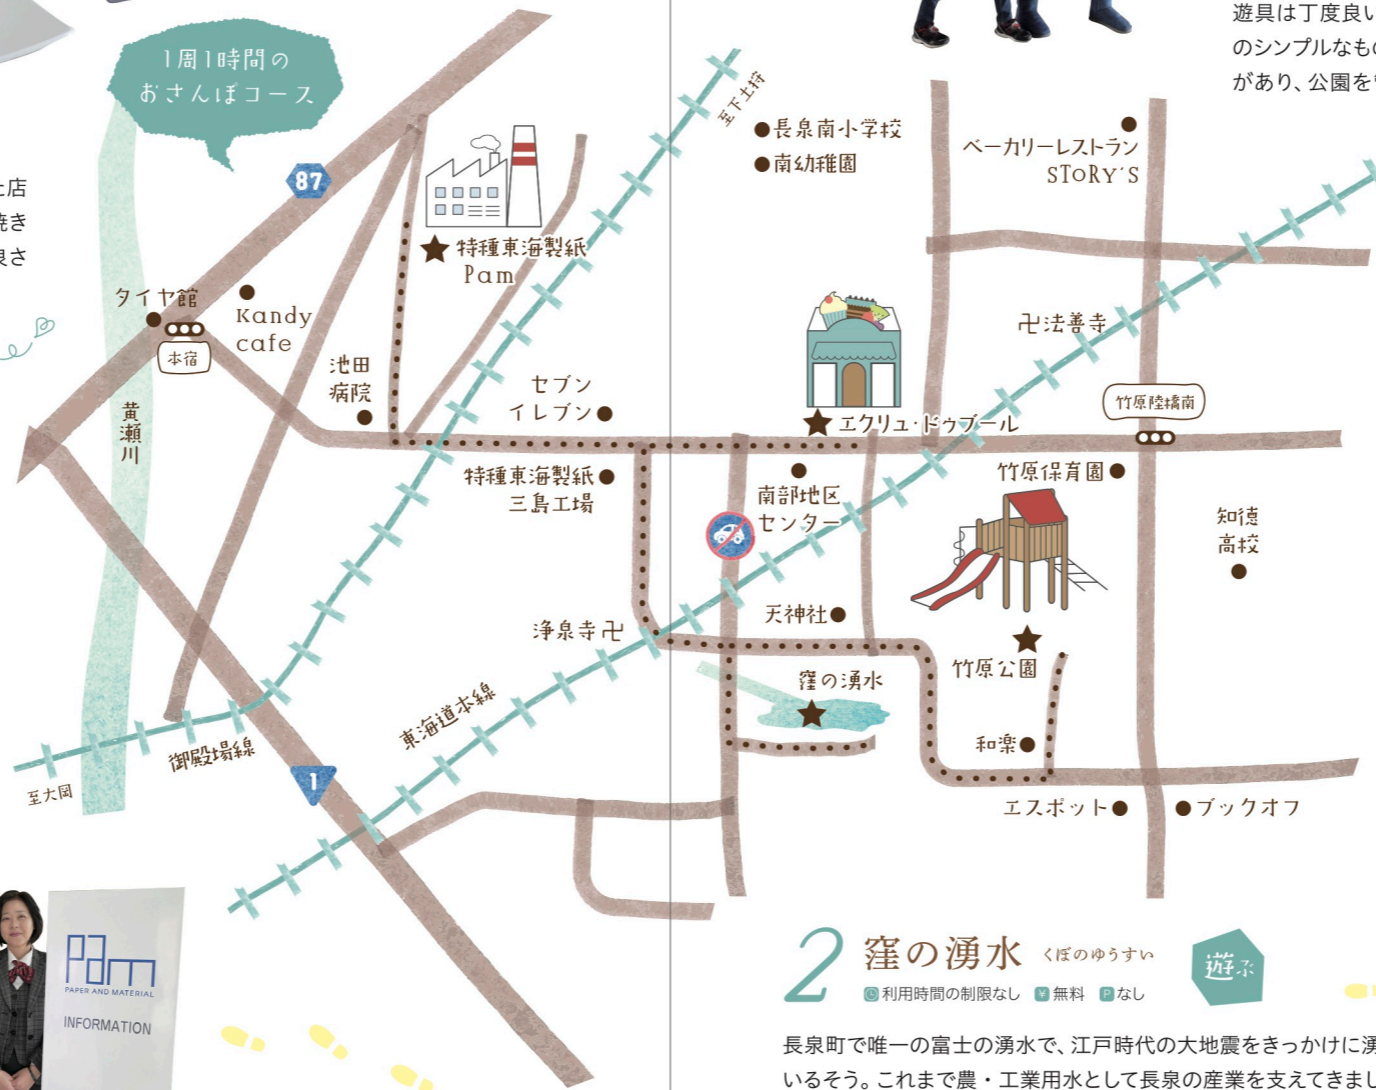 遊具は丁度良い
のシンプルなもの
があり、公園を
店
焼き
良さ
1周1時間の
おさんぽコース
87
至下土狩
●長泉南小学校
●南幼稚園
ベーカリーレストラン
SToRY'S
特種東海製紙
Pam
タイヤ館
Kandy
cafe
本宿
池田
病院
セブン
イレブン
黄瀬川
卍法善寺
竹原陸橋南
エクリュ・ドゥブール
特種東海製紙
三島工場
南部地区
センター
竹原保育園
知徳
高校
天神社
浄泉寺卍
窪の湧水
竹原公園
東海道本線
御殿場線
至大岡
1
和楽
エスポット
ブックオフ
Pam
PAPER AND MATERIAL
INFORMATION
2 窪の湧水 くぼのゆうすい 遊ぶ
利用時間の制限なし ¥無料 Pなし
長泉町で唯一の富士の湧水で、江戸時代の大地震をきっかけに湧
いるそう。これまで農・工業用水として長泉の産業を支えてきまし